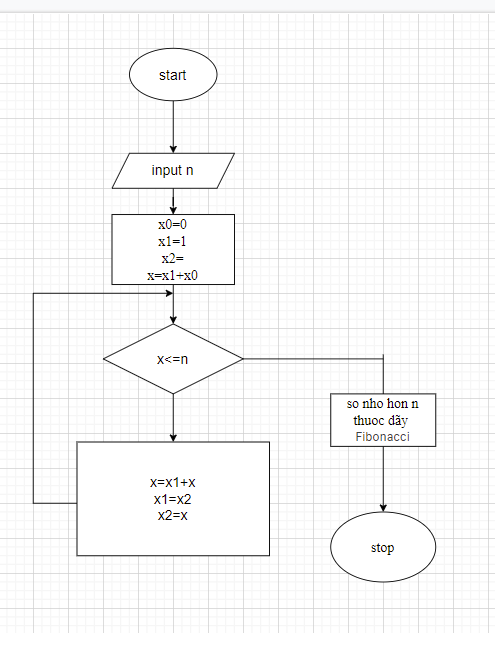 start
input n
x0=0
x1=1
x2=
x=x1+x0
x<=n
so nho hon n
thuoc dãy
Fibonacci
x=x1+x
x1=x2
x2=x
stop